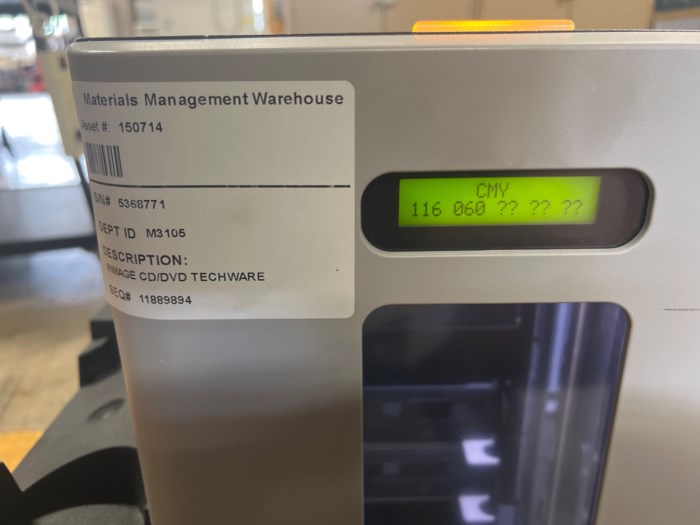 Materials Management Warehouse
Asset #: 150714
S/N# 5368771
DEPT ID M3105
DESCRIPTION:
RIMAGE CD/DVD TECHWARE
SEQ# 11889894
CMY
116 060 ?? ?? ??